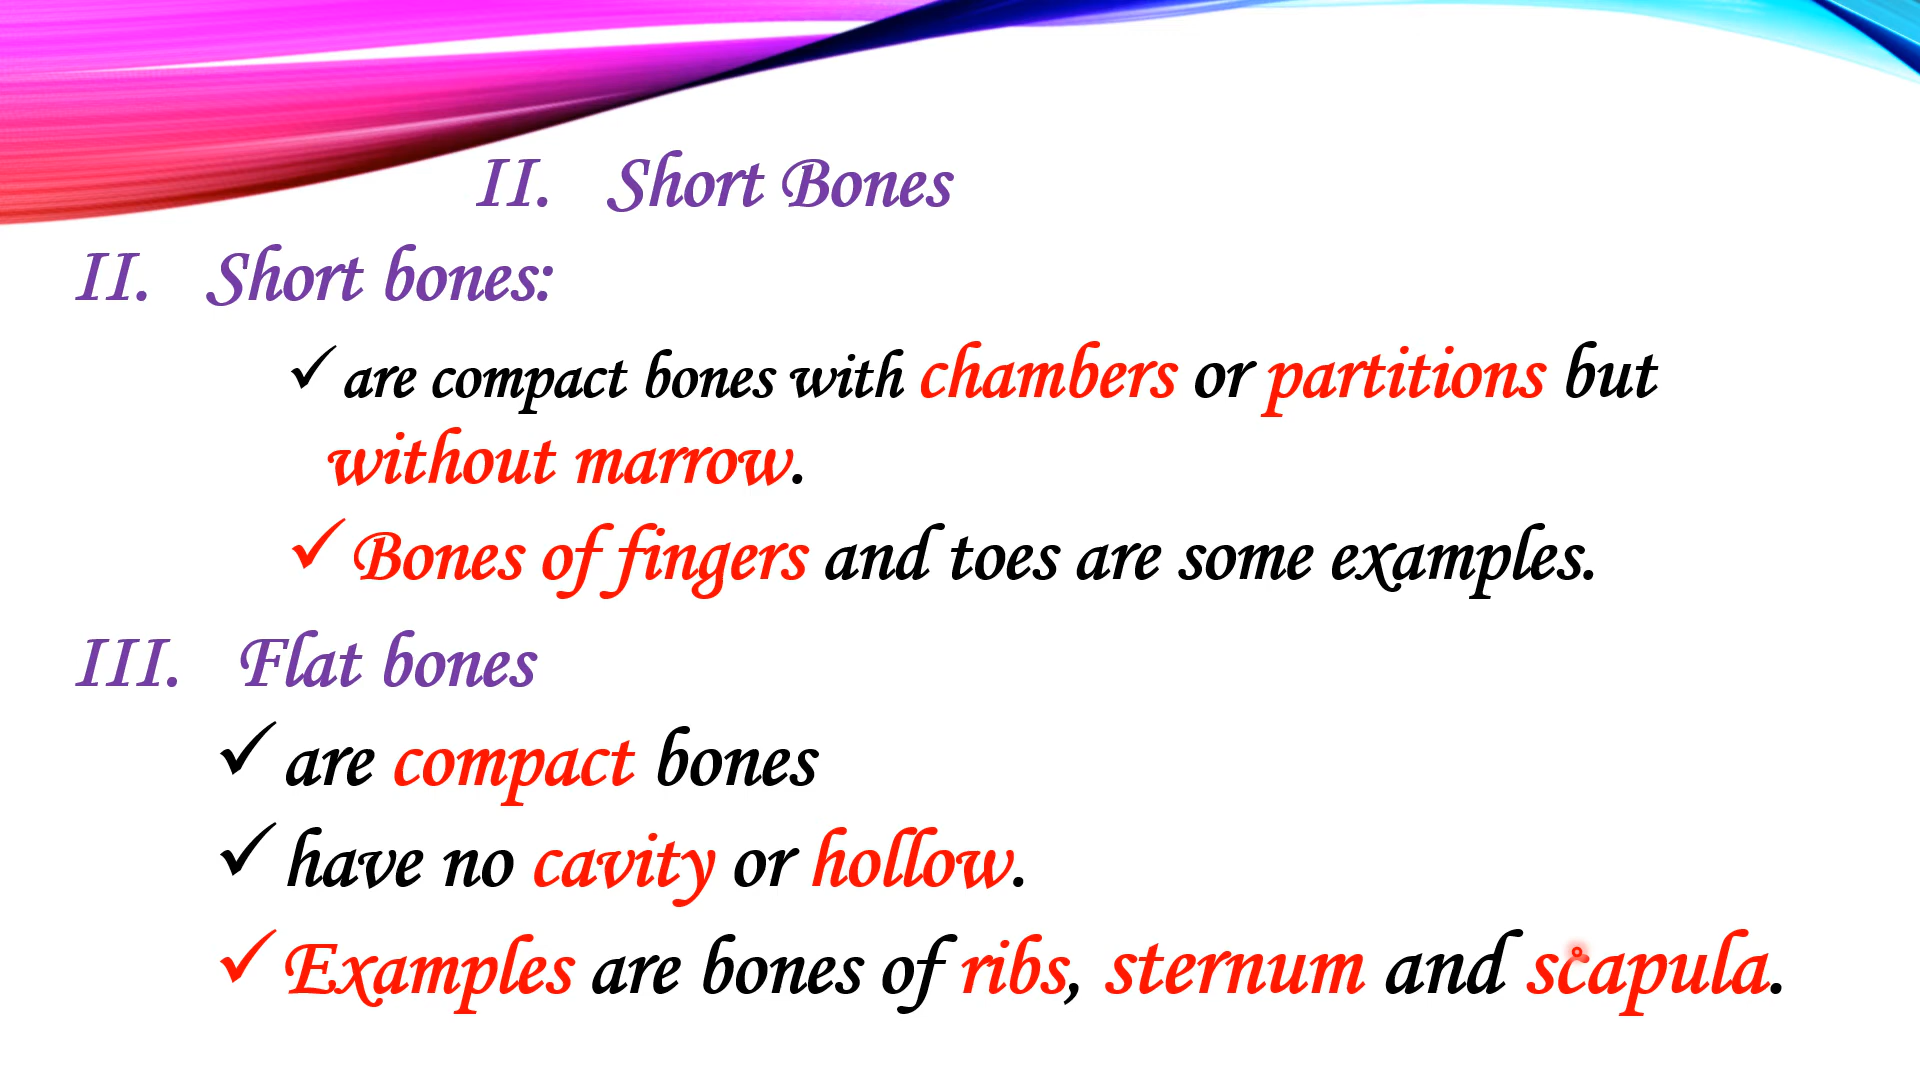 II. Short Bones
II. Short bones:
✓ are compact bones with chambers or partitions but
without marrow.
✓ Bones of fingers and toes are some examples.
III. Flat bones
✓ are compact bones
✓ have no cavity or hollow.
✓ Examples are bones of ribs, sternum and scapula.